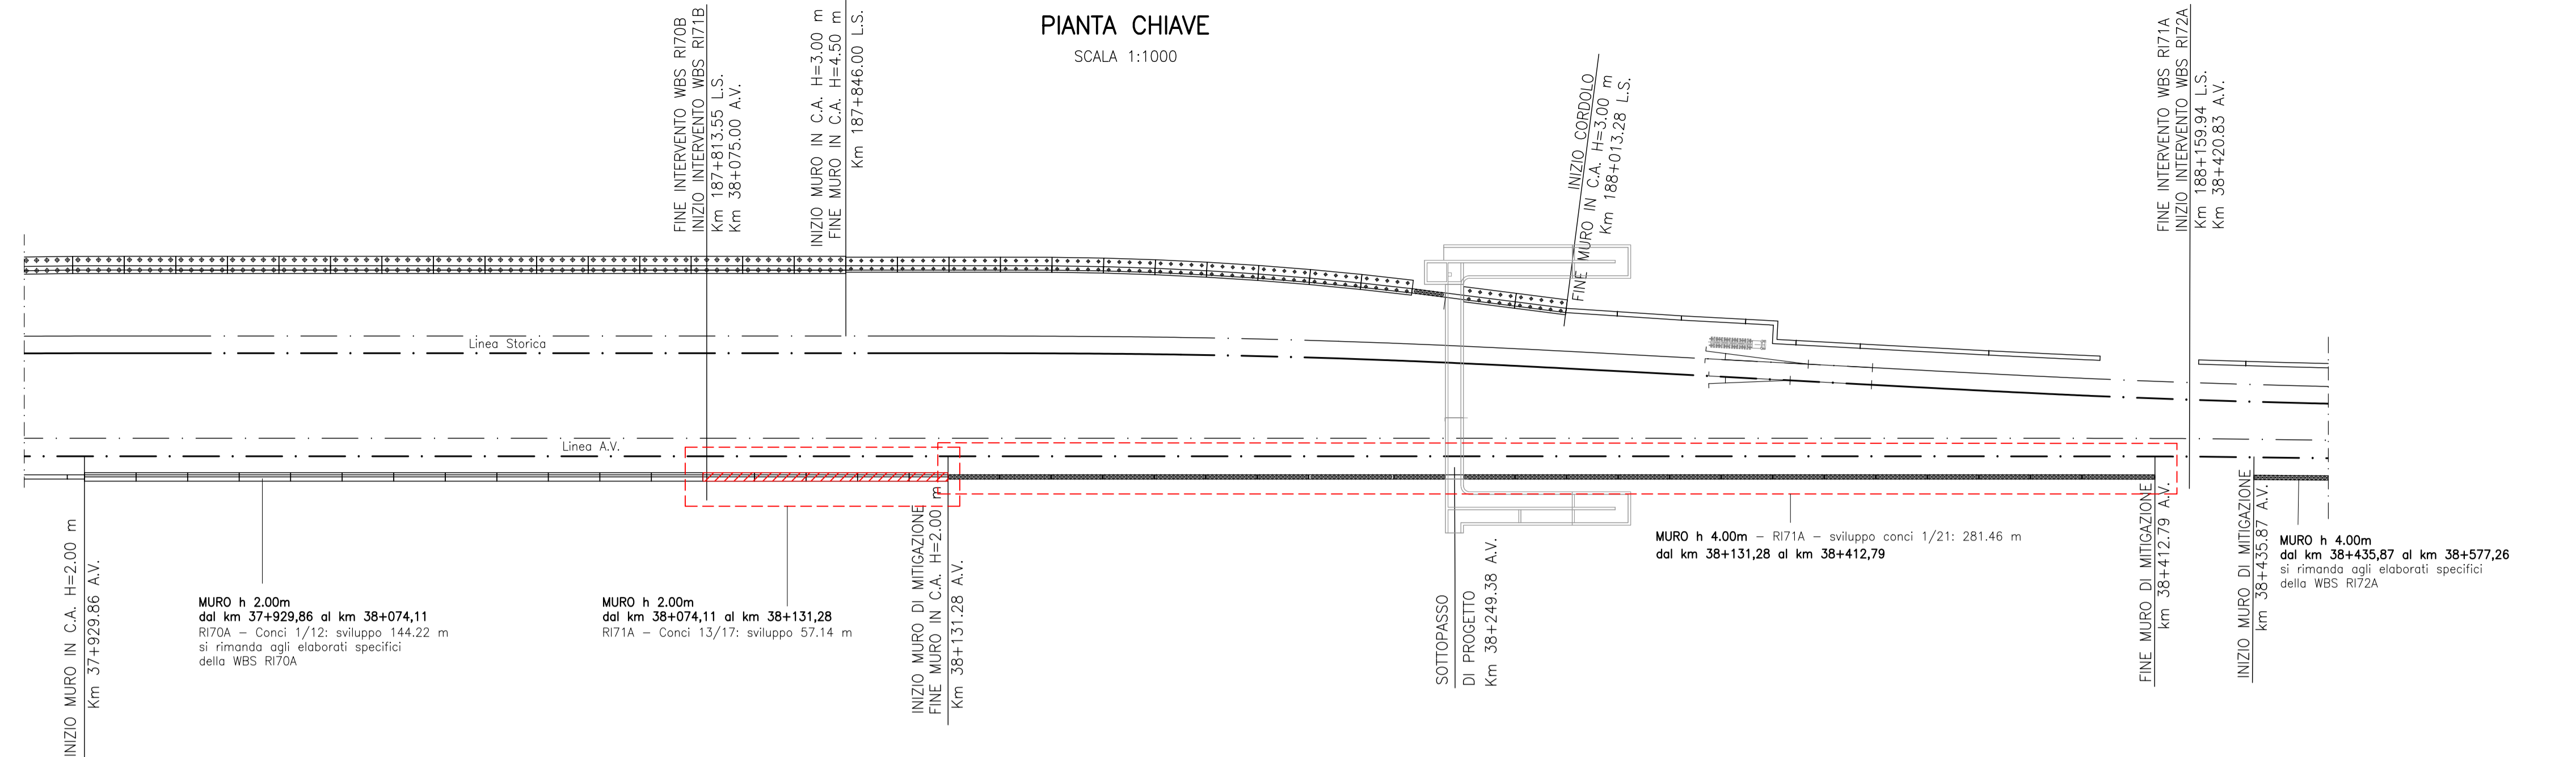 PIANTA CHIAVE
SCALA 1:1000
FINE INTERVENTO WBS RI70B
INIZIO INTERVENTO WBS RI71B
Km 187+813.55 L.S.
Km 38+075.00 A.V.
INIZIO MURO IN C.A. H=3.00 m
FINE MURO IN C.A. H=4.50 m
Km 187+846.00 L.S.
INIZIO CORDOLO
FINE MURO IN C.A. H=3.00 m
Km 188+013.28 L.S.
FINE INTERVENTO WBS RI71A
INIZIO INTERVENTO WBS RI72A
Km 188+159.94 L.S.
Km 38+420.83 A.V.
Linea Storica
Linea A.V.
INIZIO MURO IN C.A. H=2.00 m
Km 37+929.86 A.V.
MURO h 2.00m
dal km 37+929,86 al km 38+074,11
RI70A – Conci 1/12: sviluppo 144.22 m
si rimanda agli elaborati specifici
della WBS RI70A
MURO h 2.00m
dal km 38+074,11 al km 38+131,28
RI71A – Conci 13/17: sviluppo 57.14 m
INIZIO MURO DI MITIGAZIONE
FINE MURO IN C.A. H=2.00 m
Km 38+131.28 A.V.
SOTTOPASSO
DI PROGETTO
Km 38+249.38 A.V.
MURO h 4.00m – RI71A – sviluppo conci 1/21: 281.46 m
dal km 38+131,28 al km 38+412,79
FINE MURO DI MITIGAZIONE
km 38+412.79 A.V.
INIZIO MURO DI MITIGAZIONE
km 38+435.87 A.V.
MURO h 4.00m
dal km 38+435,87 al km 38+577,26
si rimanda agli elaborati specifici
della WBS RI72A